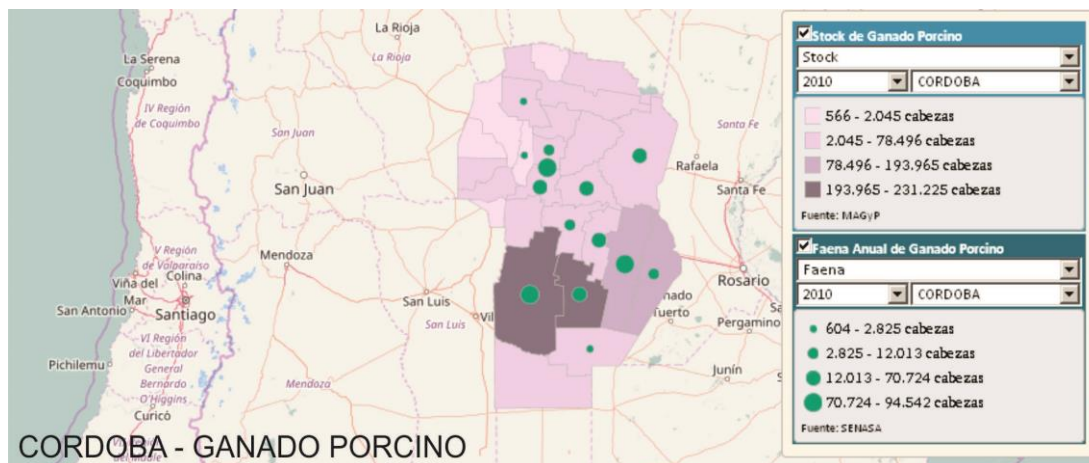 La Rioja
La Rioja
La Serena
Coquimbo
IV Región
de Coquimbo
San Juan
San Juan
Santa Fe
Rafaela
Santa Fe
V Región
de Valparaíso
Mendoza
Viña del
Mar
Colina
San Antonio
Santiago
San Luis
San Luis
Rosario
Pergamino
VI Región
del Libertador
General
Bernardo
O'Higgins
Pichilemu
Mendoza
Junín
Curicó
CORDOBA - GANADO PORCINO
Stock de Ganado Porcino
Stock
2010 CORDOBA
566 - 2.045 cabezas
2.045 - 78.496 cabezas
78.496 - 193.965 cabezas
193.965 - 231.225 cabezas
Fuente: MAGyP
Faena Anual de Ganado Porcino
Faena
2010 CORDOBA
604 - 2.825 cabezas
2.825 - 12.013 cabezas
12.013 - 70.724 cabezas
70.724 - 94.542 cabezas
Fuente: SENASA